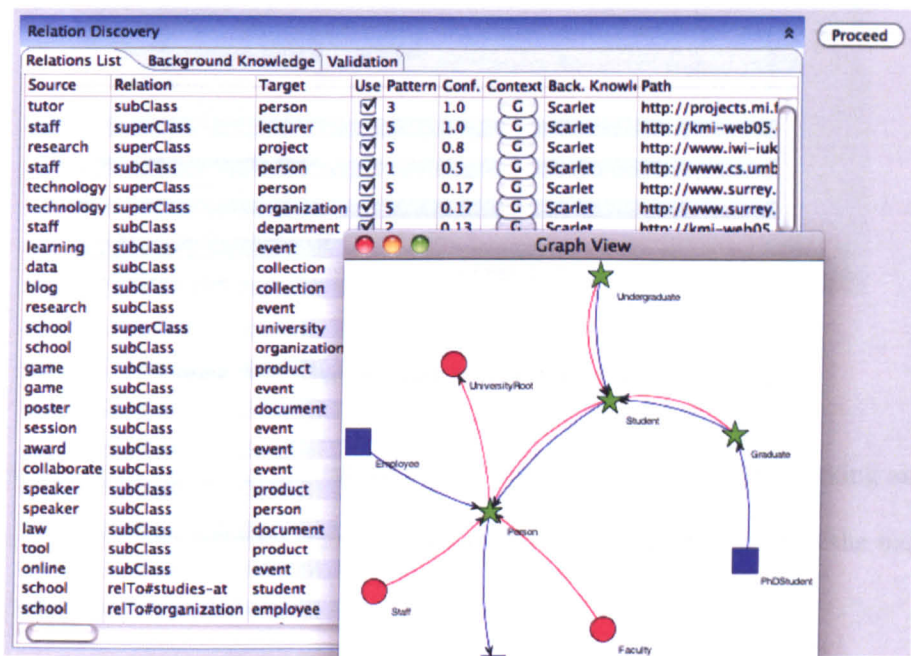 Relation Discovery
Proceed
Relations List Background Knowledge Validation
Source Relation Target Use Pattern Conf. Context Back. Knowl Path
tutor subClass person 3 1.0 G Scarlet http://projects.mi.
staff superClass lecturer 5 1.0 G Scarlet http://kmi-web05.
research superClass project 5 0.8 G Scarlet http://www.iwi-iuk
staff subClass person 1 0.5 G Scarlet http://www.cs.umb
technology superClass person 5 0.17 G Scarlet http://www.surrey.
technology superClass organization 5 0.17 G Scarlet http://www.surrey.
staff subClass department 2 0.13 G Scarlet http://kmi-web05
learning subClass event
data subClass collection
blog subClass collection
research subClass event
school superClass university
school subClass organization
game subClass product
game subClass event
poster subClass document
session subClass event
award subClass event
collaborate subClass event
speaker subClass product
speaker subClass person
law subClass document
tool subClass product
online subClass event
school relTo#studies-at student
school relTo#organization employee
Graph View
Undergraduate
UniversityRoot
Student
Employee
Graduate
Person
PhDStudent
Staff
Faculty